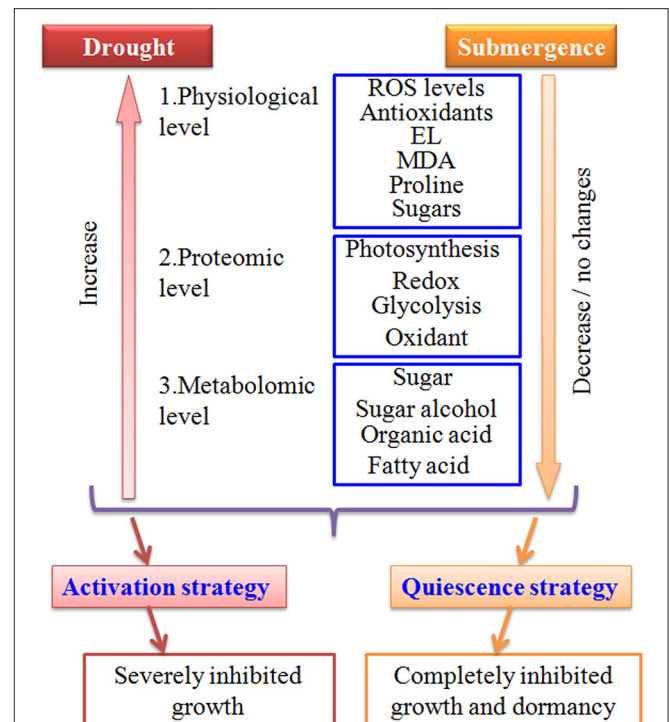 Drought
Submergence
Increase
1.Physiological
level
ROS levels
Antioxidants
EL
MDA
Proline
Sugars
2.Proteomic
level
Photosynthesis
Redox
Glycolysis
Oxidant
3.Metabolomic
level
Sugar
Sugar alcohol
Organic acid
Fatty acid
Decrease / no changes
Activation strategy
Quiescence strategy
Severely inhibited
growth
Completely inhibited
growth and dormancy